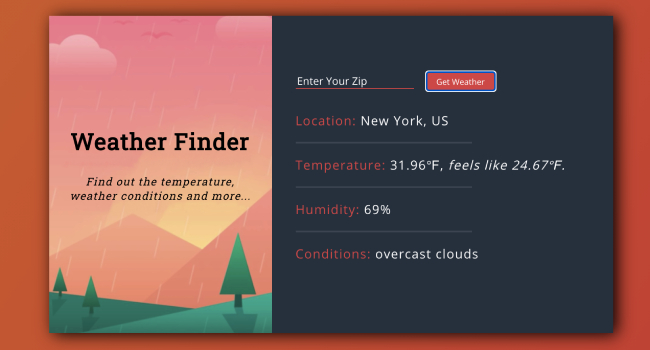 Weather Finder
Find out the temperature,
weather conditions and more...
Enter Your Zip
Get Weather
Location: New York, US
Temperature: 31.96°F, feels like 24.67°F.
Humidity: 69%
Conditions: overcast clouds